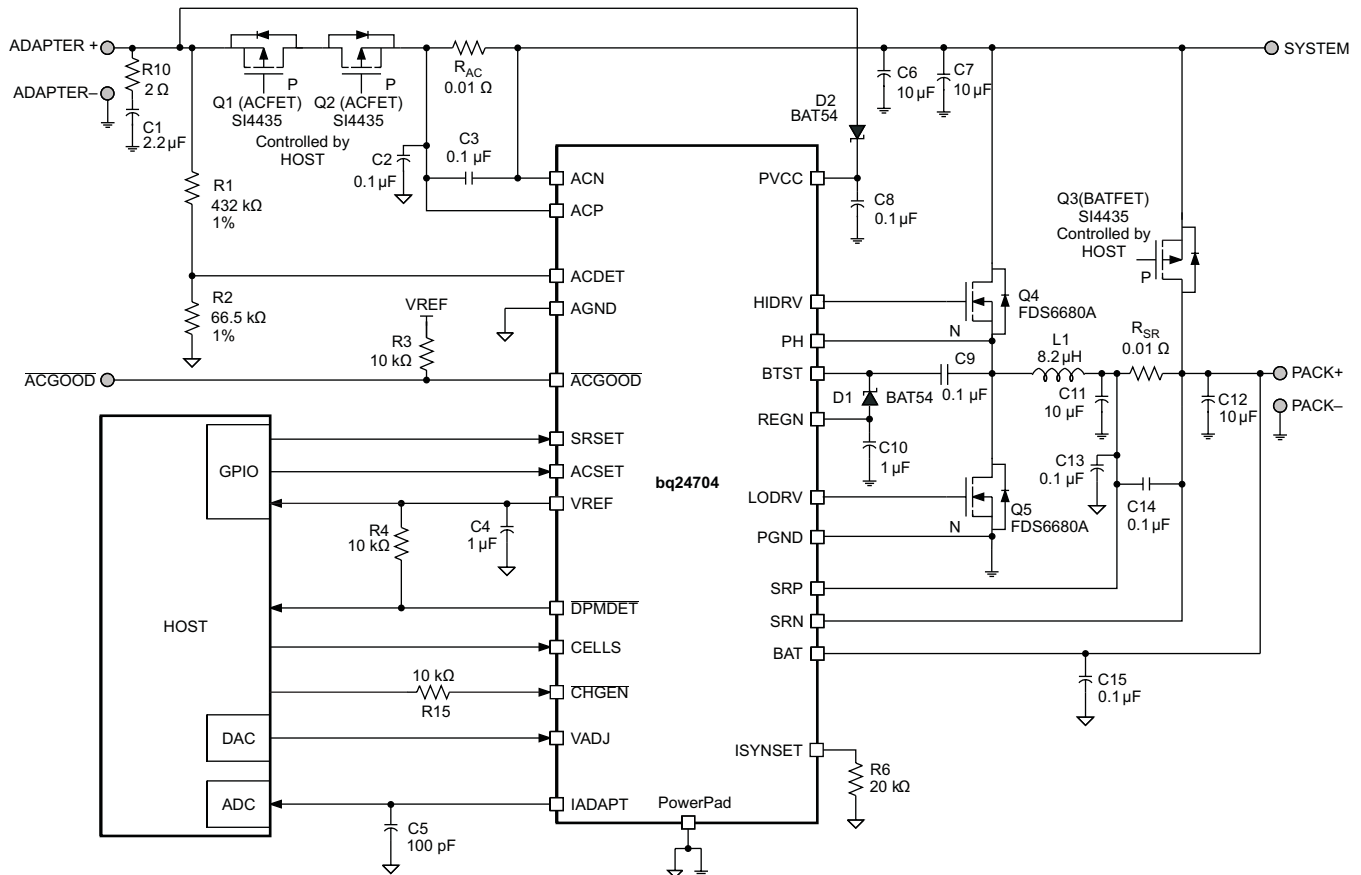 ADAPTER +
ADAPTER–
R10
2 Ω
C1
2.2 µF
P
Q1 (ACFET)
SI4435
P
Q2 (ACFET)
SI4435
Controlled by
HOST
RAC
0.01 Ω
C2
0.1 µF
C3
0.1 µF
R1
432 kΩ
1%
R2
66.5 kΩ
1%
VREF
R3
10 kΩ
ACGOOD
HOST
GPIO
DAC
ADC
R4
10 kΩ
C4
1 µF
10 kΩ
R15
C5
100 pF
bq24704
ACN
ACP
ACDET
AGND
ACGOOD
SRSET
ACSET
VREF
DPMDET
CELLS
CHGEN
VADJ
IADAPT
PowerPad
PVCC
HIDRV
PH
BTST
REGN
LODRV
PGND
SRP
SRN
BAT
ISYNSET
D2
BAT54
C8
0.1 µF
C6
10 µF
C7
10 µF
SYSTEM
Q3(BATFET)
SI4435
Controlled by
HOST
P
Q4
FDS6680A
N
C9
0.1 µF
D1
BAT54
C10
1 µF
L1
8.2 µH
RSR
0.01 Ω
C11
10 µF
C12
10 µF
PACK+
PACK–
C13
0.1 µF
C14
0.1 µF
Q5
FDS6680A
N
C15
0.1 µF
R6
20 kΩ